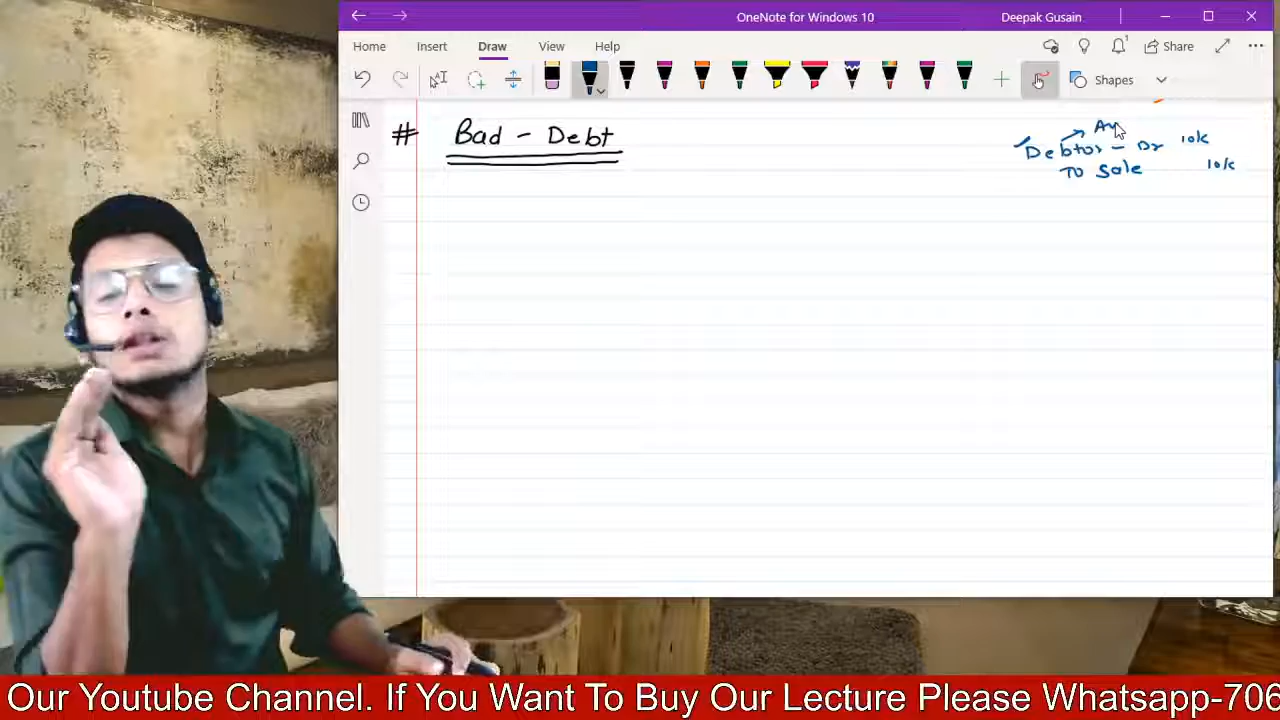 OneNote for Windows 10
Deepak Gusain
Home Insert Draw View Help
Share
Shapes
# Bad - Debt
Debtor - Dr 10k
To Sale 10k
Our Youtube Channel. If You Want To Buy Our Lecture Please Whatsapp-706